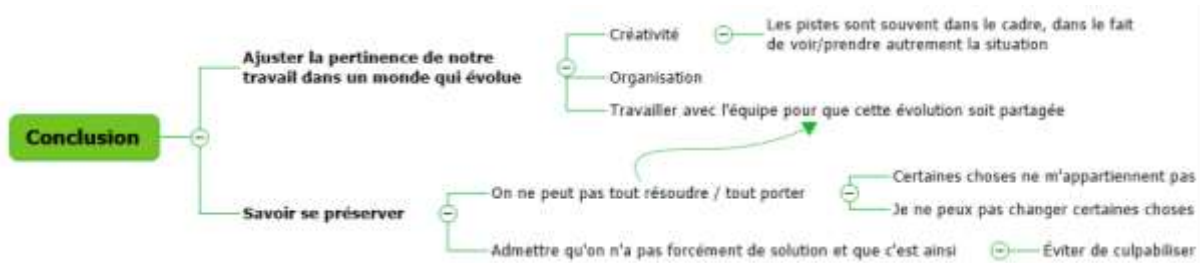 Conclusion
Ajuster la pertinence de notre
travail dans un monde qui évolue
Créativité
Les pistes sont souvent dans le cadre, dans le fait
de voir/prendre autrement la situation
Organisation
Travailler avec l'équipe pour que cette évolution soit partagée
Savoir se préserver
On ne peut pas tout résoudre / tout porter
Certaines choses ne m'appartiennent pas
Je ne peux pas changer certaines choses
Admettre qu'on n'a pas forcément de solution et que c'est ainsi
Éviter de culpabiliser